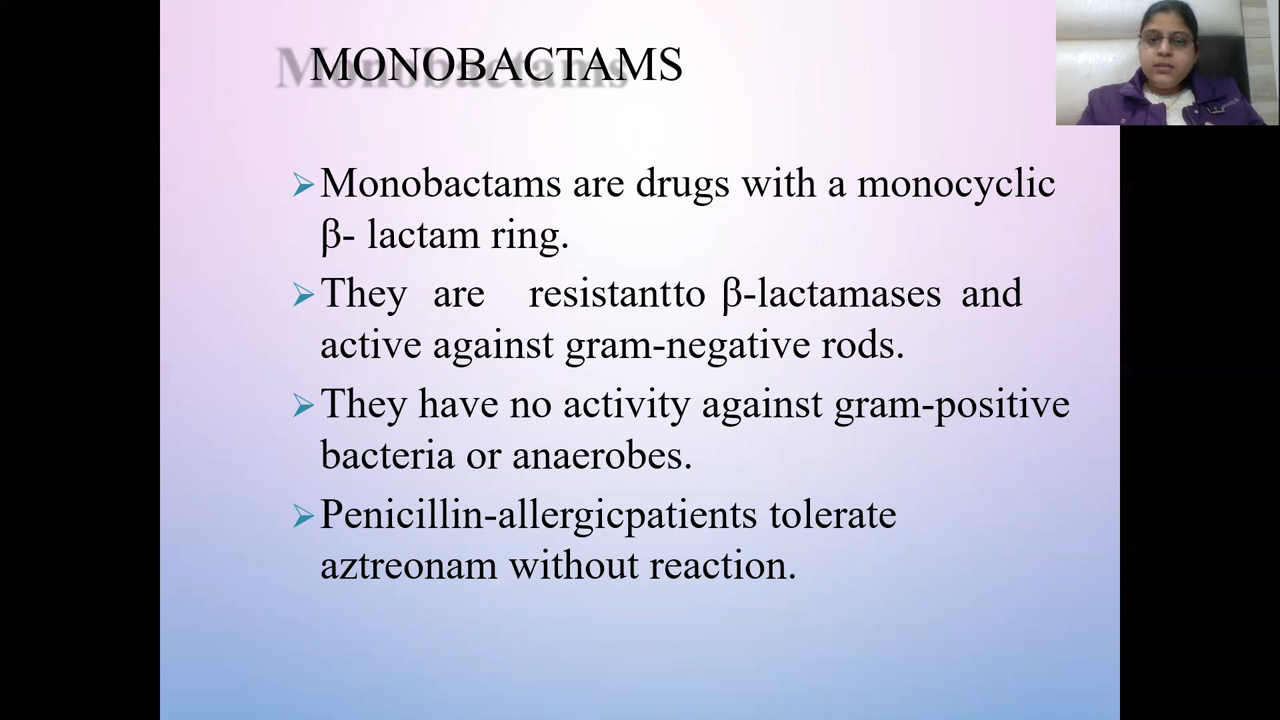 MONOBACTAMS
Monobactams are drugs with a monocyclic
β- lactam ring.
They are resistantto β-lactamases and
active against gram-negative rods.
They have no activity against gram-positive
bacteria or anaerobes.
Penicillin-allergicpatients tolerate
aztreonam without reaction.